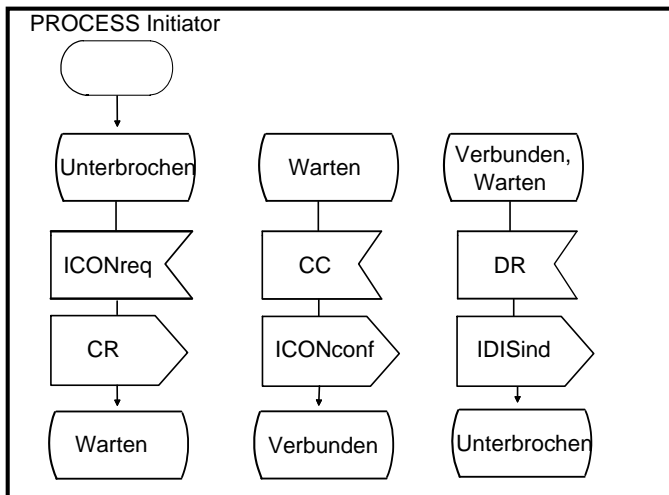 PROCESS Initiator
Unterbrochen
ICONreq
CR
Warten
Warten
CC
ICONconf
Verbunden
Verbunden,
Warten
DR
IDISind
Unterbrochen